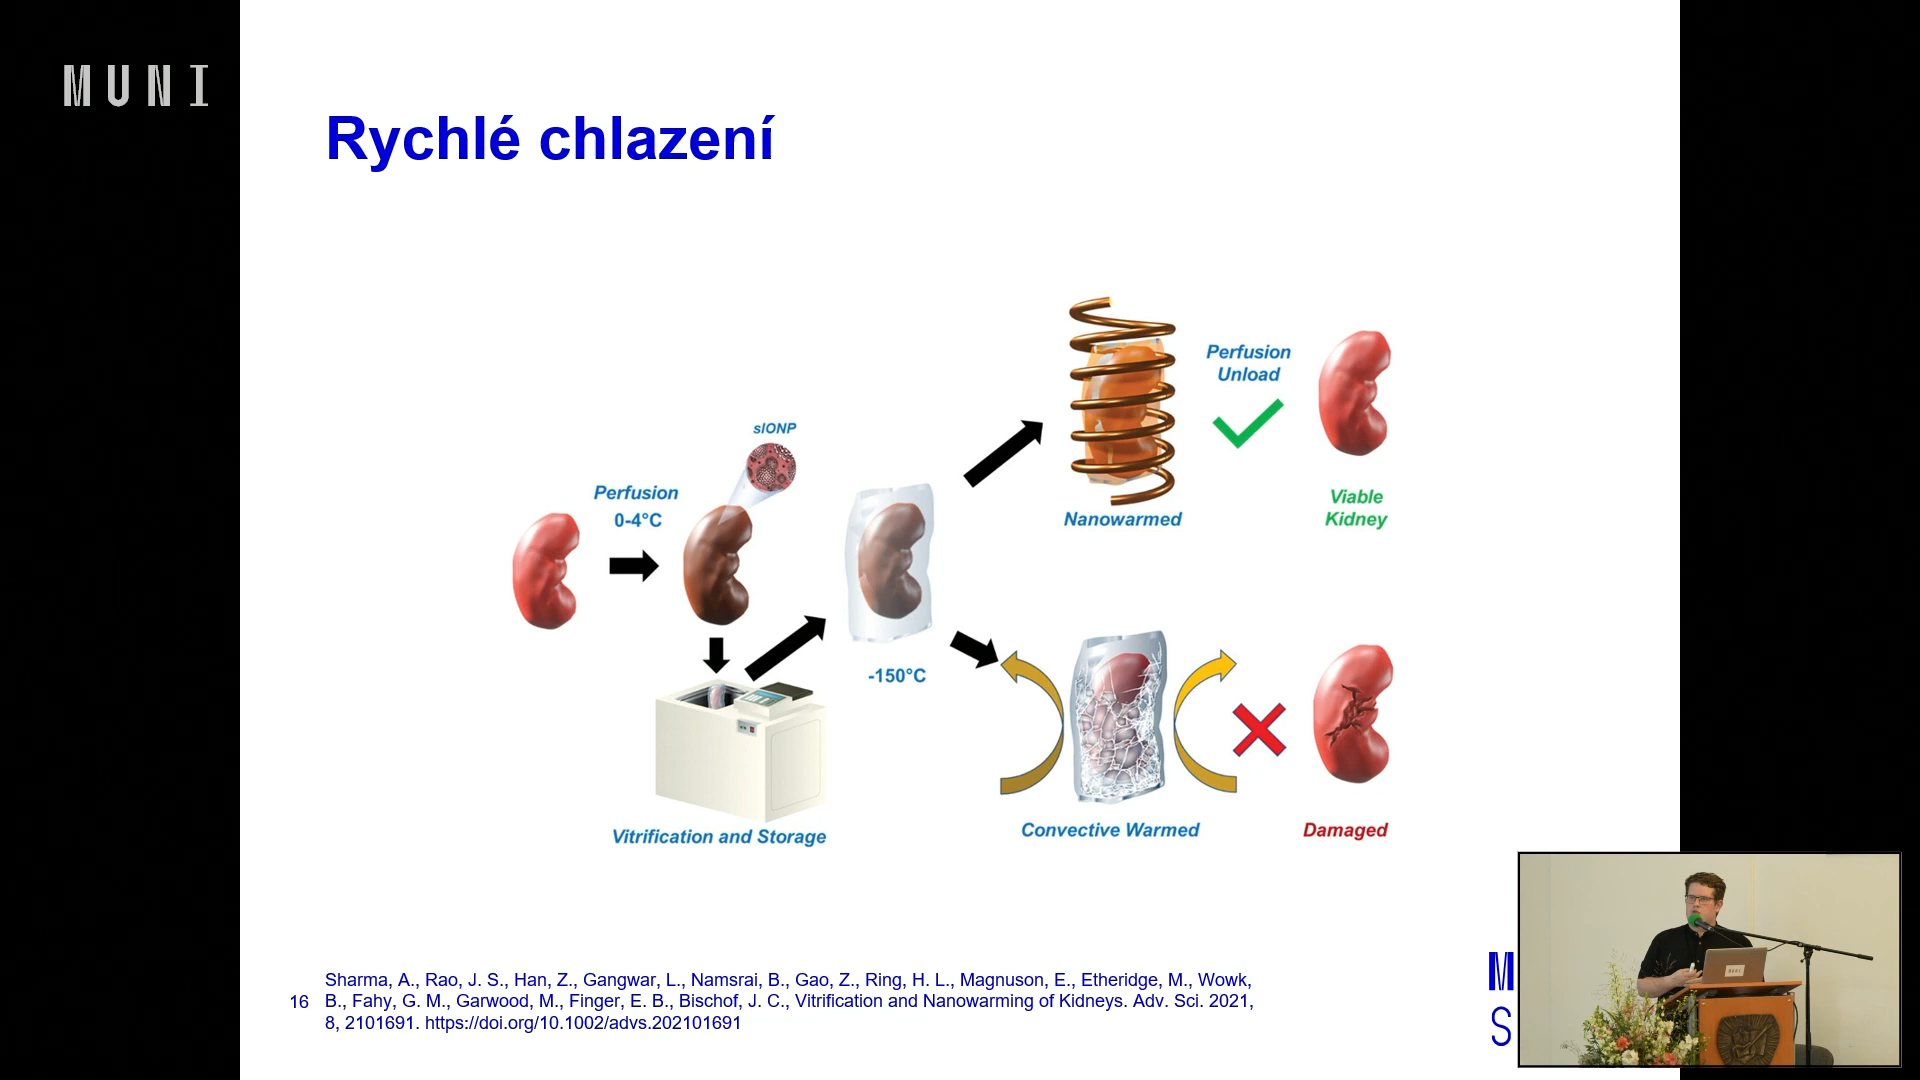 MUNI
Rychlé chlazení
sIONP
Perfusion
0-4°C
Perfusion
Unload
Viable
Kidney
Nanowarmed
-150°C
Vitrification and Storage
Convective Warmed
Damaged
Sharma, A., Rao, J. S., Han, Z., Gangwar, L., Namsrai, B., Gao, Z., Ring, H. L., Magnuson, E., Etheridge, M., Wowk,
16 B., Fahy, G. M., Garwood, M., Finger, E. B., Bischof, J. C., Vitrification and Nanowarming of Kidneys. Adv. Sci. 2021,
8, 2101691. https://doi.org/10.1002/advs.202101691
M
S
MUNI